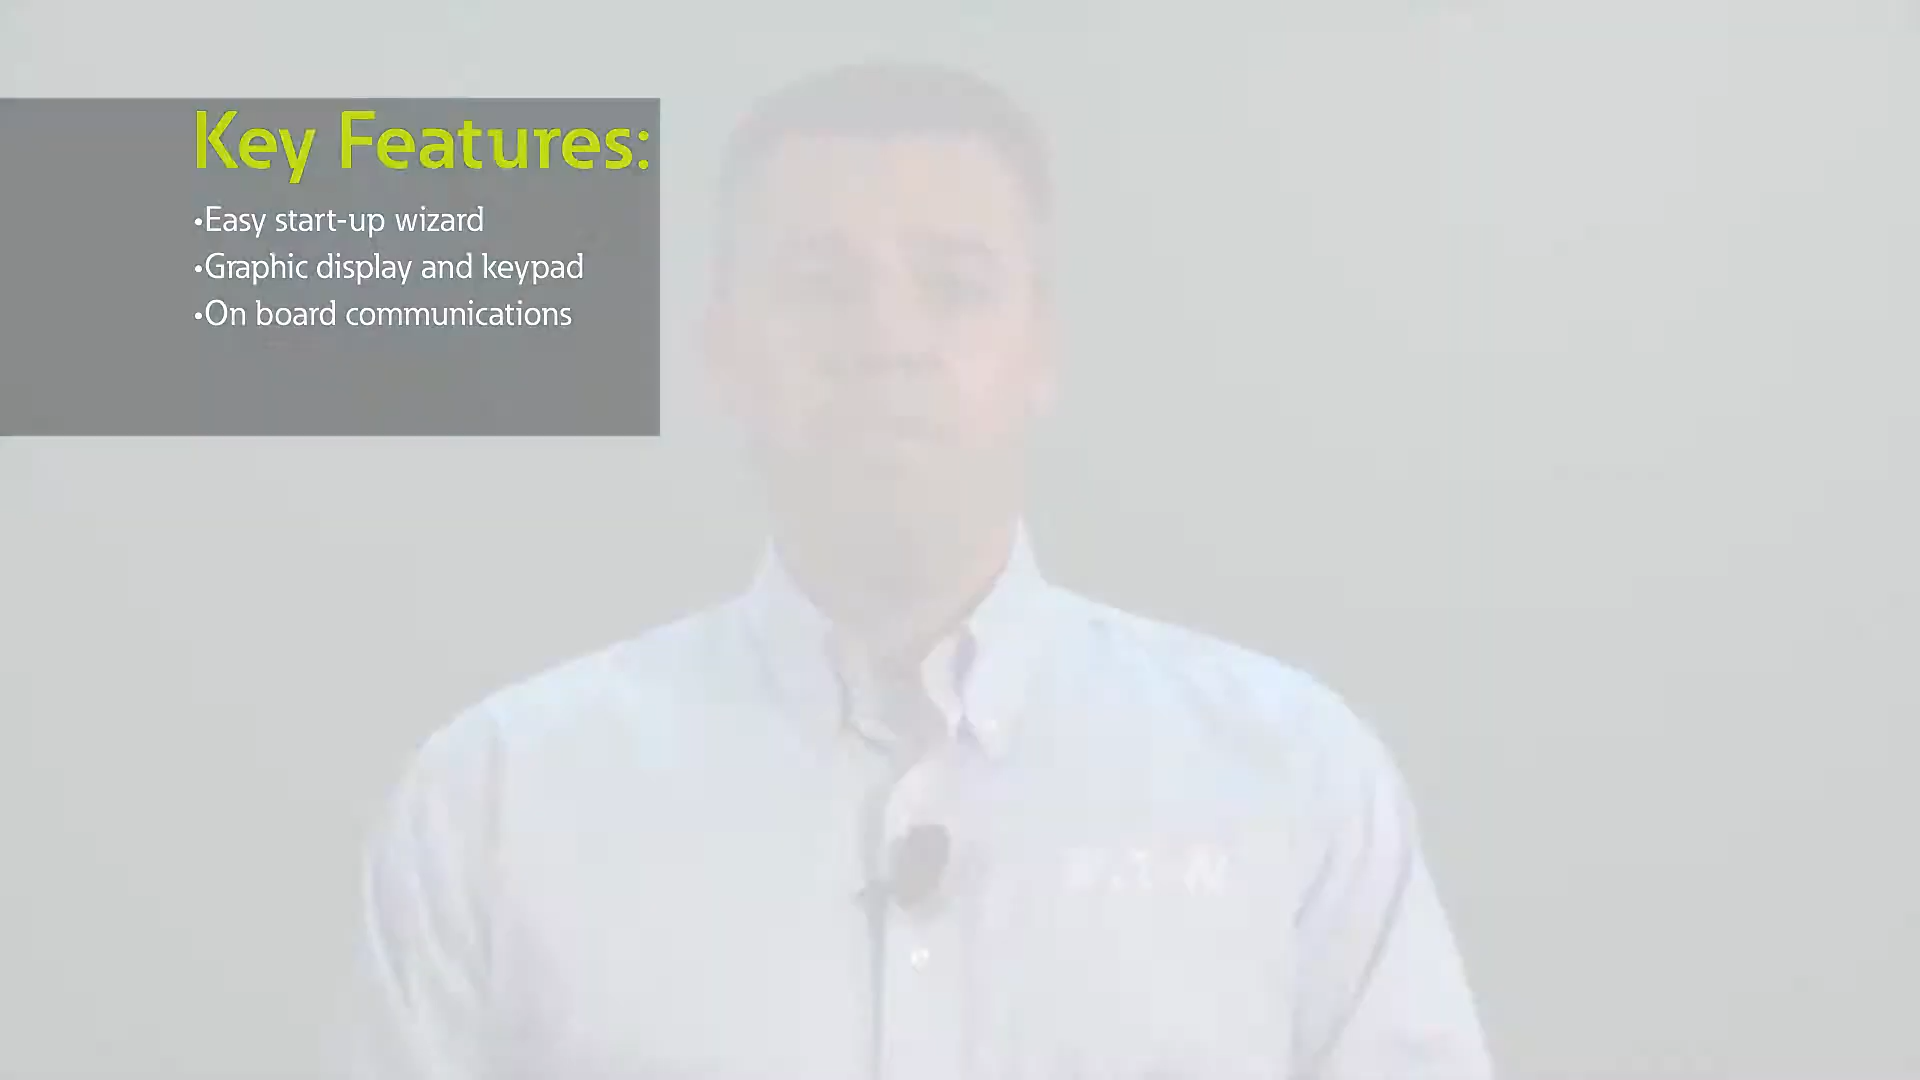 Key Features:
•Easy start-up wizard
•Graphic display and keypad
•On board communications